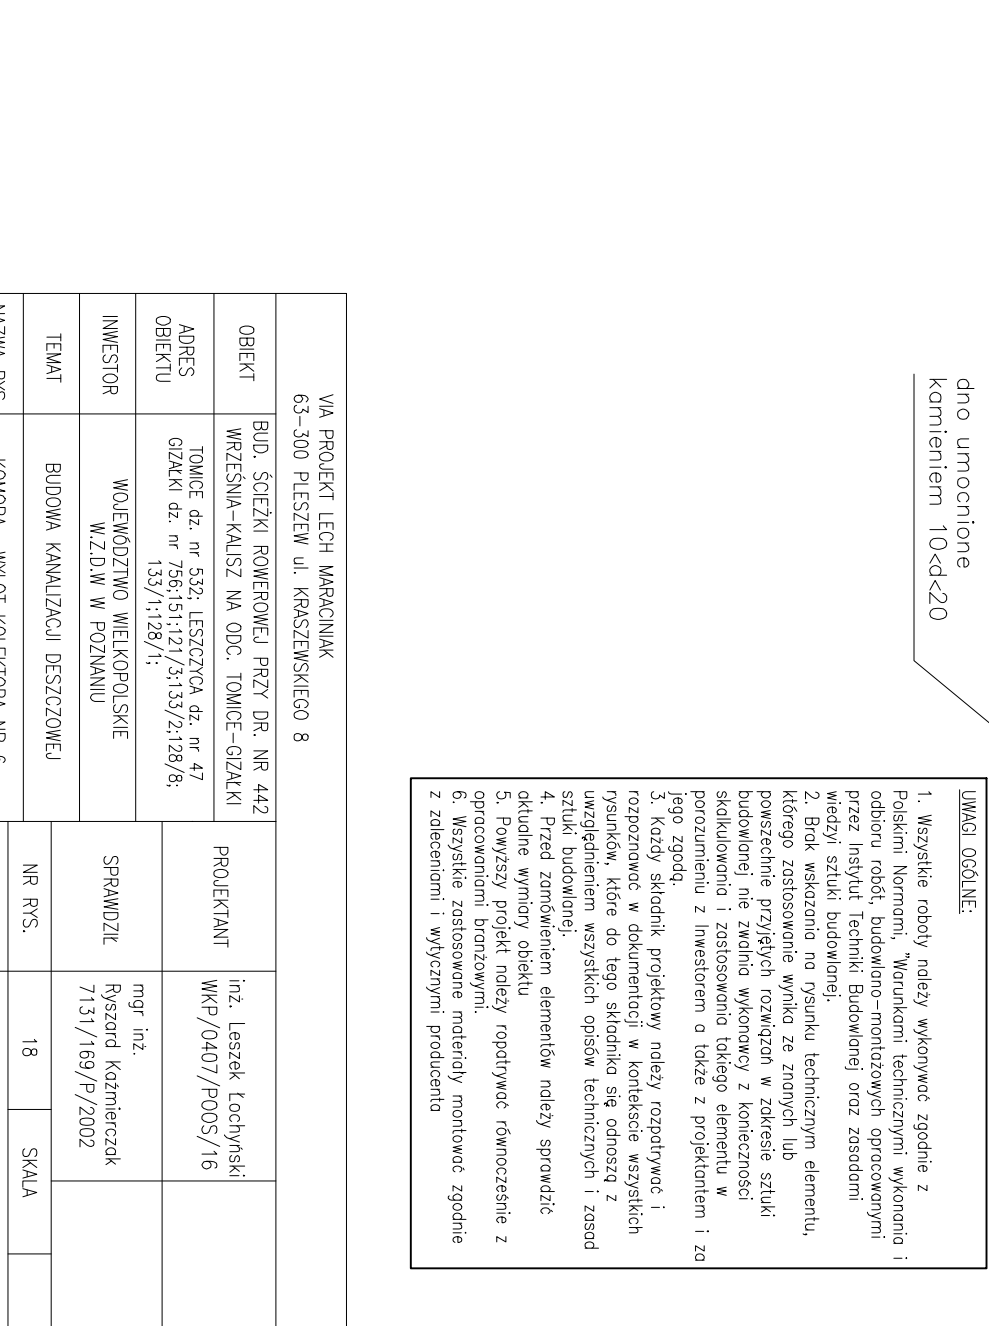 dno umocnione
kamieniem 10<d<20
UWAGI OGÓLNE:
1. Wszystkie roboty należy wykonywać zgodnie z
Polskimi Normami, "Warunkami technicznymi wykonania i
odbioru robót, budowlano-montażowych opracowanymi
przez Instytut Techniki Budowlanej oraz zasadami
wiedzyi sztuki budowlanej.
2. Brak wskazania na rysunku technicznym elementu,
którego zastosowanie wynika ze znanych lub
powszechnie przyjętych rozwiązań w zakresie sztuki
budowlanej nie zwalnia wykonawcy z konieczności
skalkulowania i zastosowania takiego elementu w
porozumieniu z Inwestorem a także z projektantem i za
jego zgodą.
3. Każdy składnik projektowy należy rozpatrywać i
rozpoznawać w dokumentacji w kontekscie wszystkich
rysunków, które do tego składnika się odnoszą z
uwzględnieniem wszystkich opisów technicznych i zasad
sztuki budowlanej.
4. Przed zamówieniem elementów należy sprawdzić
aktualne wymiary obiektu
5. Powyższy projekt należy ropatrywać równocześnie z
opracowaniami branżowymi.
6. Wszystkie zastosowane materiały montować zgodnie
z zaleceniami i wytycznymi producenta
VIA PROJEKT LECH MARACINIAK
63-300 PLESZEW ul. KRASZEWSKIEGO 8
OBIEKT
BUD. ŚCIEŻKI ROWEROWEJ PRZY DR. NR 442
WRZEŚNIA-KALISZ NA ODC. TOMICE-GIZAŁKI
ADRES
OBIEKTU
TOMICE dz. nr 532; LESZCZYCA dz. nr 47
GIZAŁKI dz. nr 756;151;121/3;133/2;128/8;
133/1;128/1;
INWESTOR
WOJEWÓDZTWO WIELKOPOLSKIE
W.Z.D.W W POZNANIU
TEMAT
BUDOWA KANALIZACJI DESZCZOWEJ
PROJEKTANT
inż. Leszek Łochyński
WKP/0407/POOS/16
SPRAWDZIŁ
mgr inż.
Ryszard Kaźmierczak
7131/169/P/2002
NR RYS.
18
SKALA